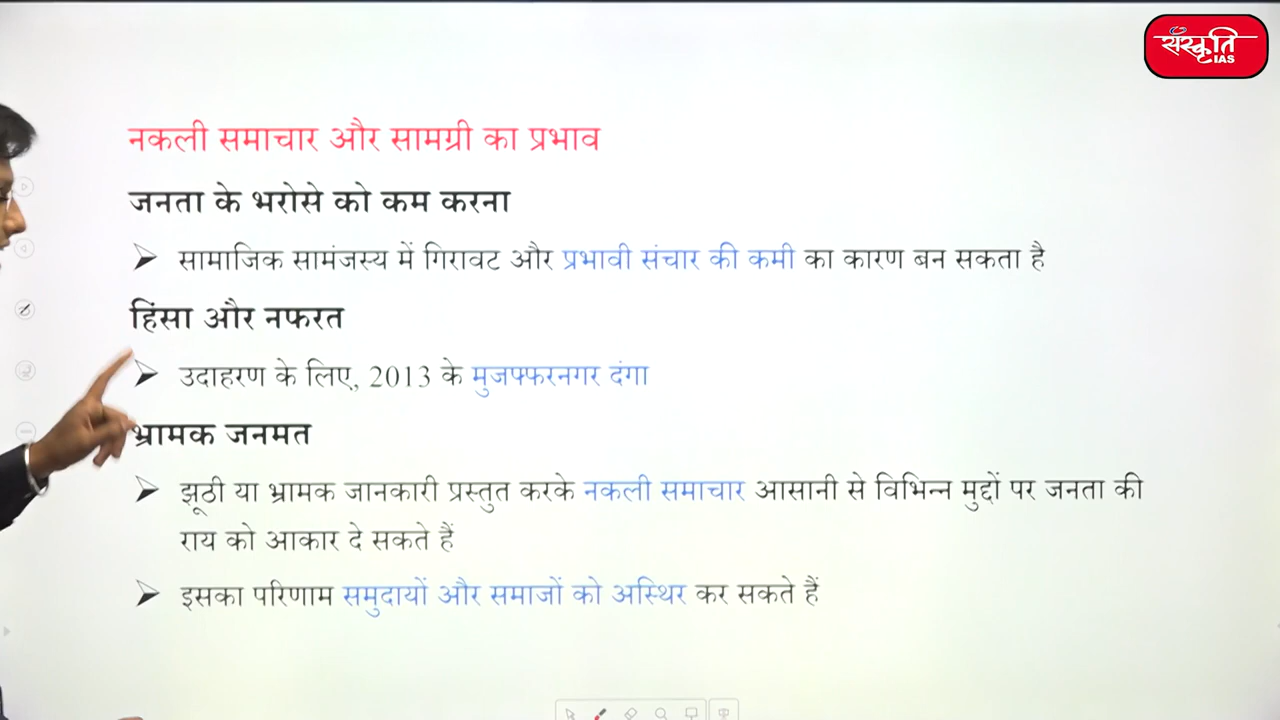 संस्कृति
IAS
नकली समाचार और सामग्री का प्रभाव
जनता के भरोसे को कम करना
सामाजिक सामंजस्य में गिरावट और प्रभावी संचार की कमी का कारण बन सकता है
हिंसा और नफरत
उदाहरण के लिए, 2013 के मुजफ्फरनगर दंगा
भ्रामक जनमत
झूठी या भ्रामक जानकारी प्रस्तुत करके नकली समाचार आसानी से विभिन्न मुद्दों पर जनता की
राय को आकार दे सकते हैं
इसका परिणाम समुदायों और समाजों को अस्थिर कर सकते हैं